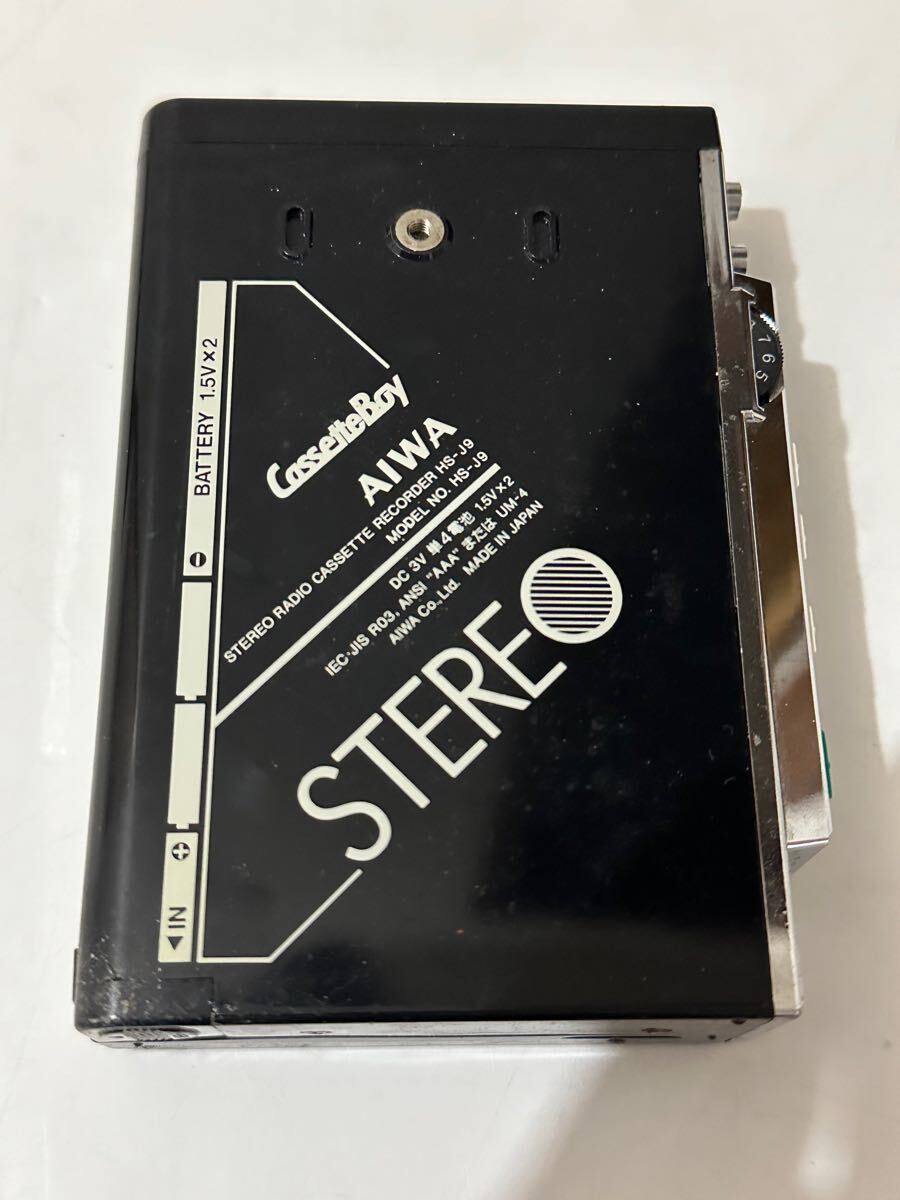 BATTERY 1.5V×2
⊖
⊕
◀IN
CassetteBoy
AIWA
STEREO RADIO CASSETTE RECORDER HS-J9
MODEL NO. HS-J9
DC 3V 単4電池 1.5V×2
IEC·JIS R03, ANSI "AAA" または UM-4
AIWA Co., Ltd. MADE IN JAPAN
STEREO
165